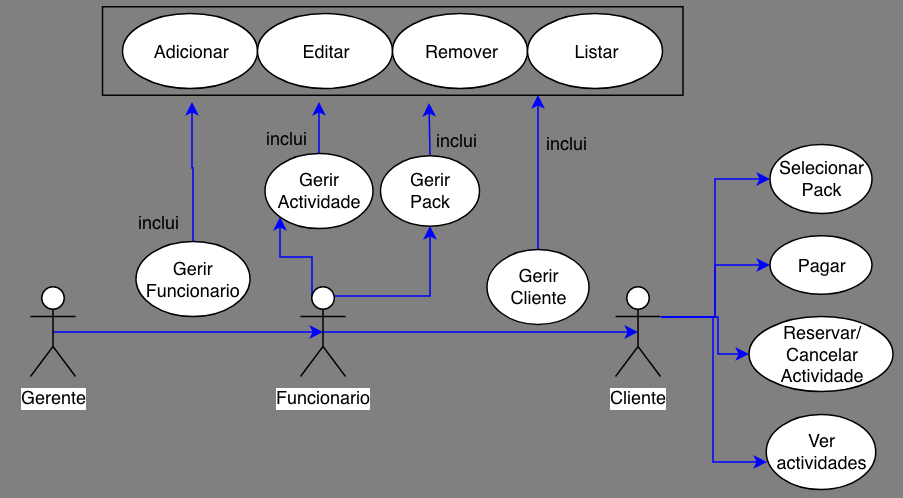 Adicionar
Editar
Remover
Listar
inclui
inclui
inclui
inclui
Gerir
Actividade
Gerir
Pack
Gerir
Funcionario
Gerir
Cliente
Selecionar
Pack
Pagar
Reservar/
Cancelar
Actividade
Ver
actividades
Gerente
Funcionario
Cliente